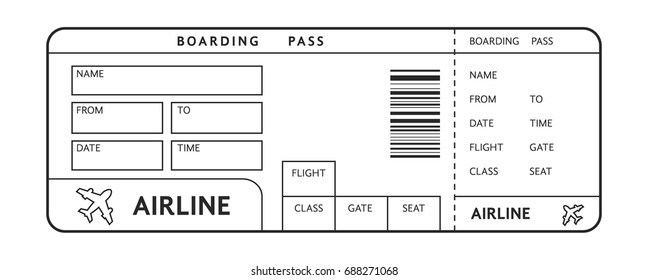 BOARDING PASS
NAME
FROM TO
DATE TIME
AIRLINE
FLIGHT
CLASS GATE SEAT
BOARDING PASS
NAME
FROM TO
DATE TIME
FLIGHT GATE
CLASS SEAT
AIRLINE
shutterstock.com · 688271068